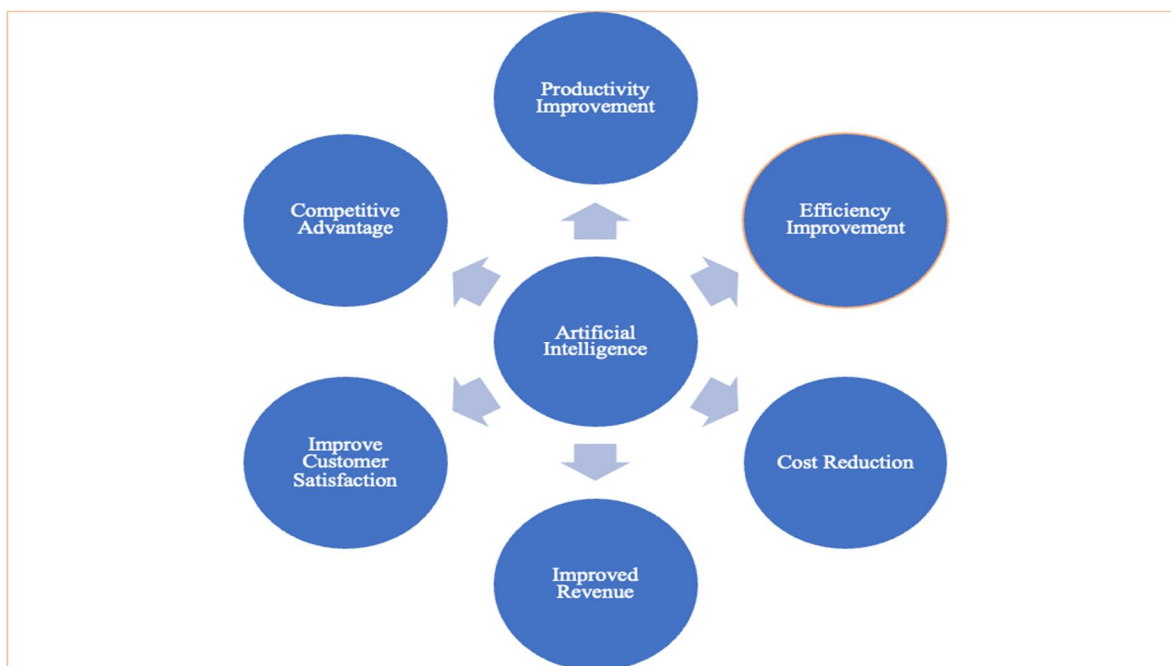 Productivity
Improvement
Competitive
Advantage
Efficiency
Improvement
Artificial
Intelligence
Improve
Customer
Satisfaction
Cost Reduction
Improved
Revenue